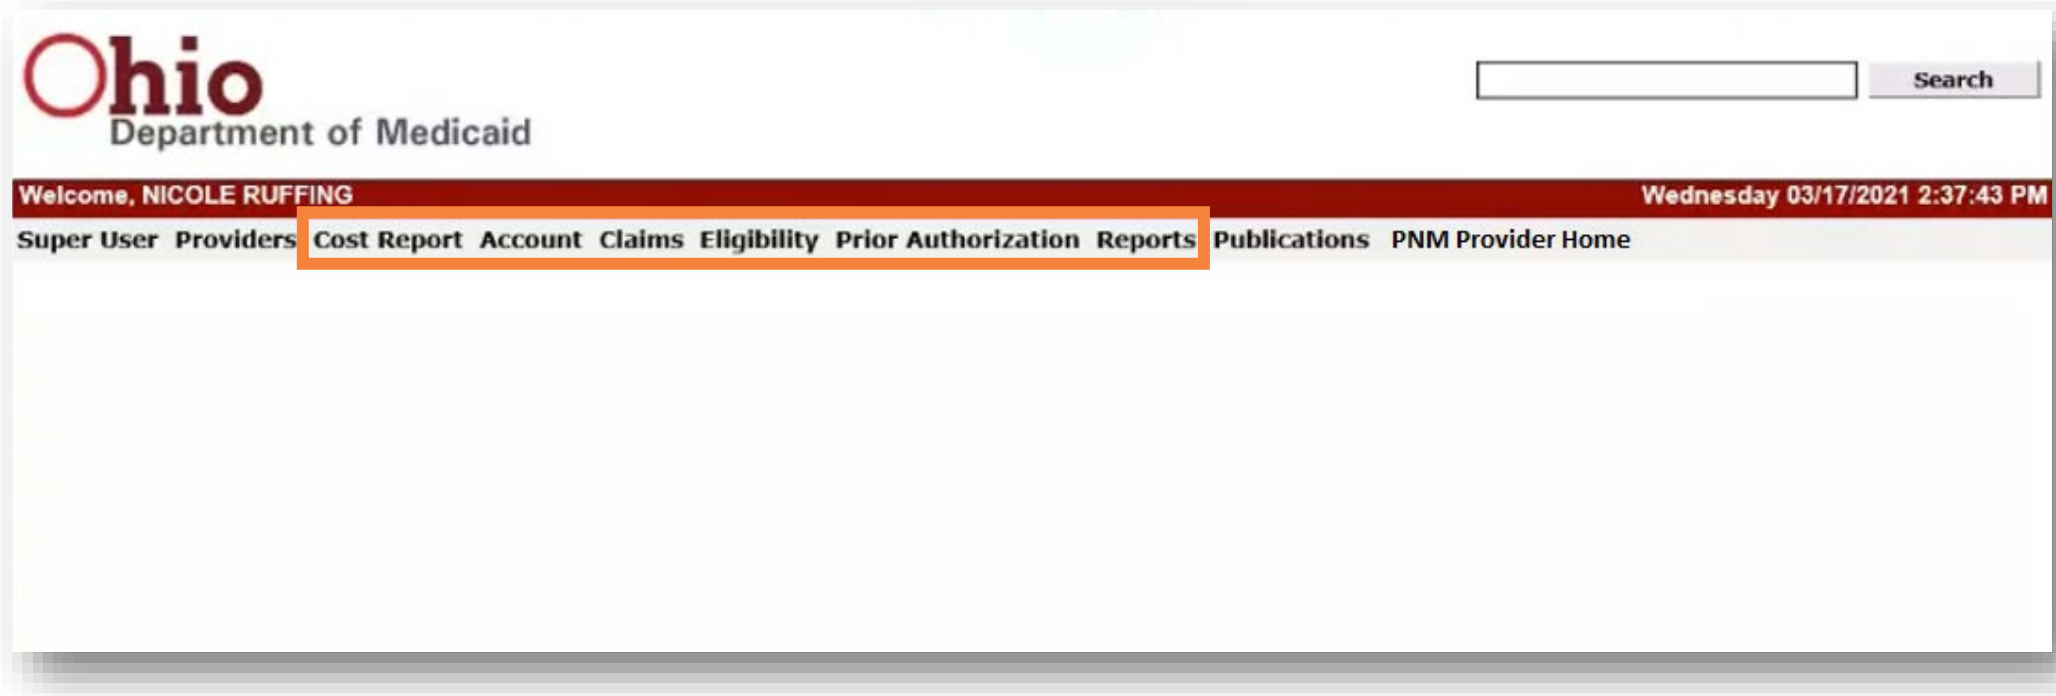 Ohio
Department of Medicaid
Search
Welcome, NICOLE RUFFING Wednesday 03/17/2021 2:37:43 PM
Super User Providers Cost Report Account Claims Eligibility Prior Authorization Reports Publications PNM Provider Home